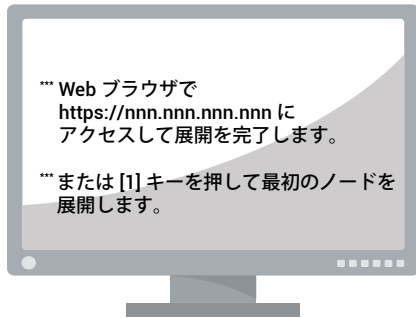 *** Web ブラウザで
https://nnn.nnn.nnn.nnn に
アクセスして展開を完了します。
*** または [1] キーを押して最初のノードを
展開します。